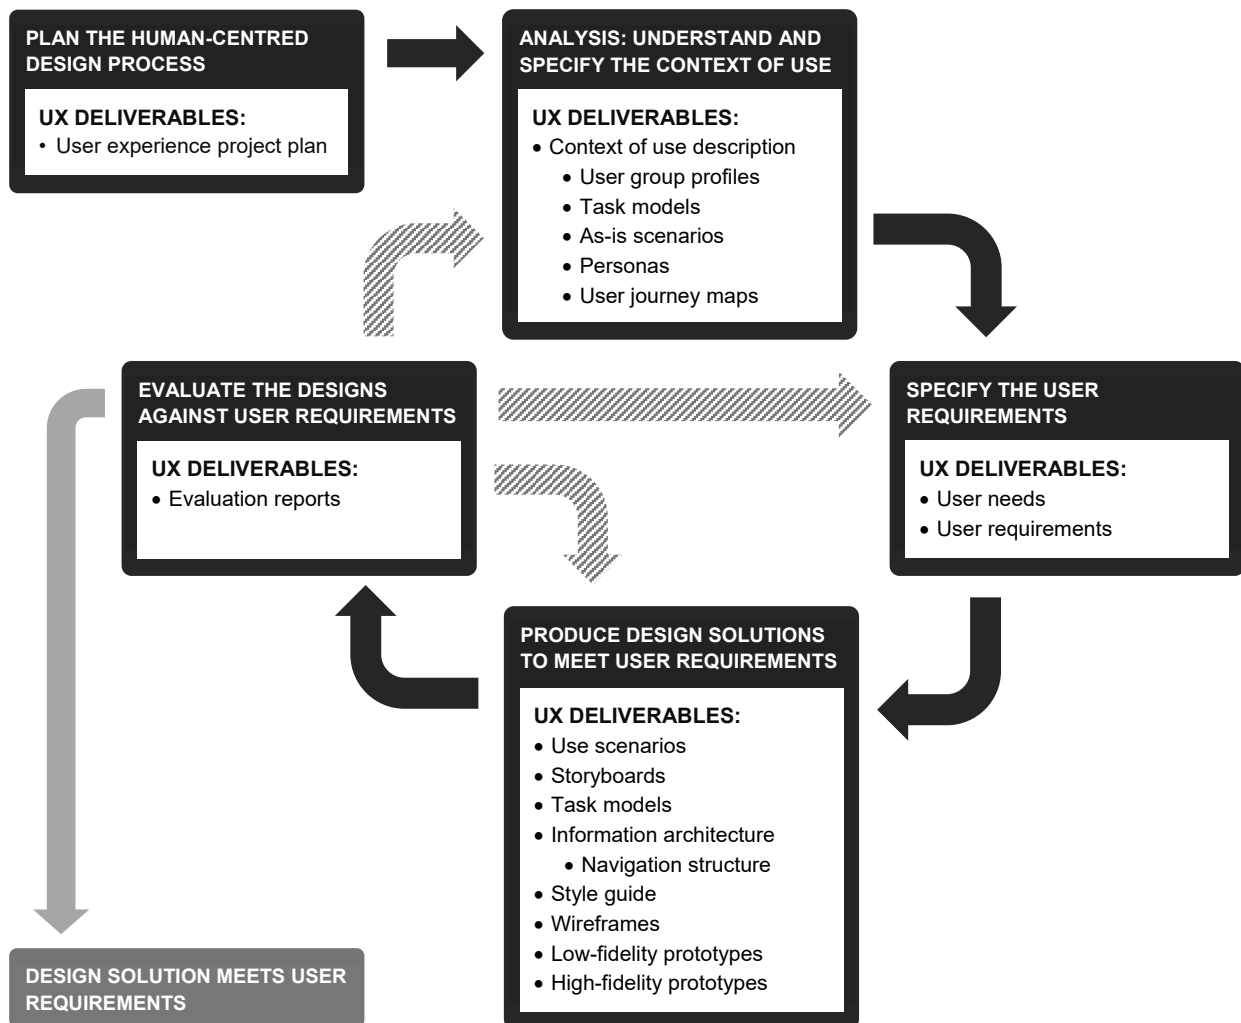 PLAN THE HUMAN-CENTRED
DESIGN PROCESS
UX DELIVERABLES:
• User experience project plan
ANALYSIS: UNDERSTAND AND
SPECIFY THE CONTEXT OF USE
UX DELIVERABLES:
• Context of use description
• User group profiles
• Task models
• As-is scenarios
• Personas
• User journey maps
EVALUATE THE DESIGNS
AGAINST USER REQUIREMENTS
UX DELIVERABLES:
• Evaluation reports
SPECIFY THE USER
REQUIREMENTS
UX DELIVERABLES:
• User needs
• User requirements
PRODUCE DESIGN SOLUTIONS
TO MEET USER REQUIREMENTS
UX DELIVERABLES:
• Use scenarios
• Storyboards
• Task models
• Information architecture
• Navigation structure
• Style guide
• Wireframes
• Low-fidelity prototypes
• High-fidelity prototypes
DESIGN SOLUTION MEETS USER
REQUIREMENTS